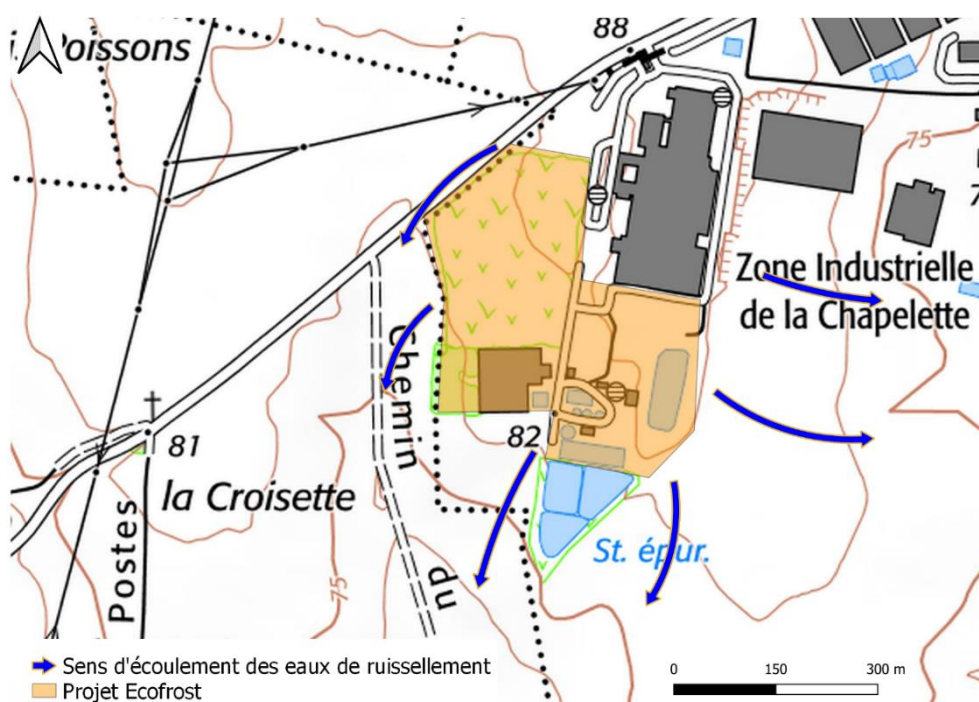 Poissons
88
75
7
Zone Industrielle
de la Chapelette
Chemin
du
82
81
la Croisette
Postes
75
St. épur.
Sens d'écoulement des eaux de ruissellement
Projet Ecofrost
0 150 300 m